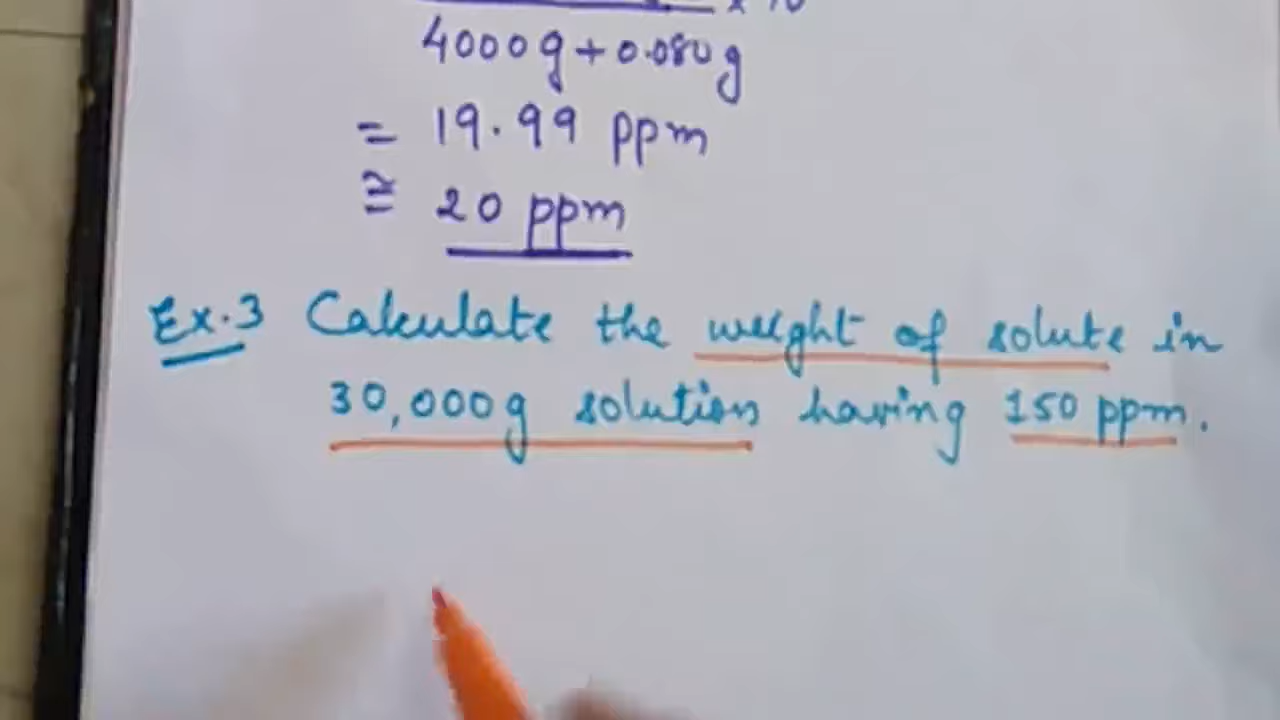 4000g + 0.080g
= 19.99 ppm
≅ 20 ppm
Ex.3 Calculate the weight of solute in
30,000g solution having 150 ppm.